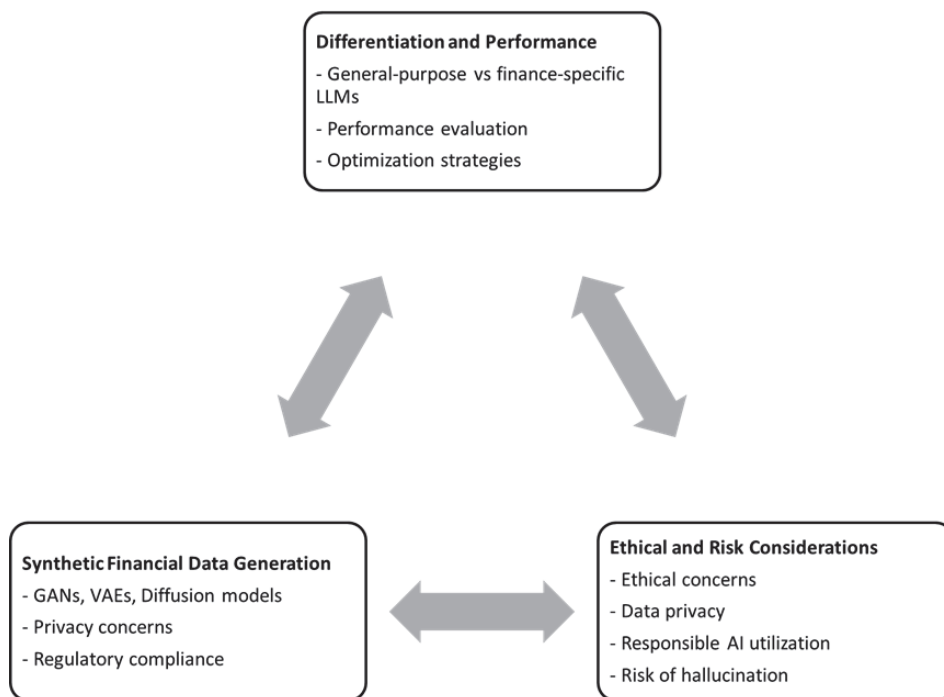 Differentiation and Performance
- General-purpose vs finance-specific
LLMs
- Performance evaluation
- Optimization strategies
Synthetic Financial Data Generation
- GANs, VAEs, Diffusion models
- Privacy concerns
- Regulatory compliance
Ethical and Risk Considerations
- Ethical concerns
- Data privacy
- Responsible AI utilization
- Risk of hallucination